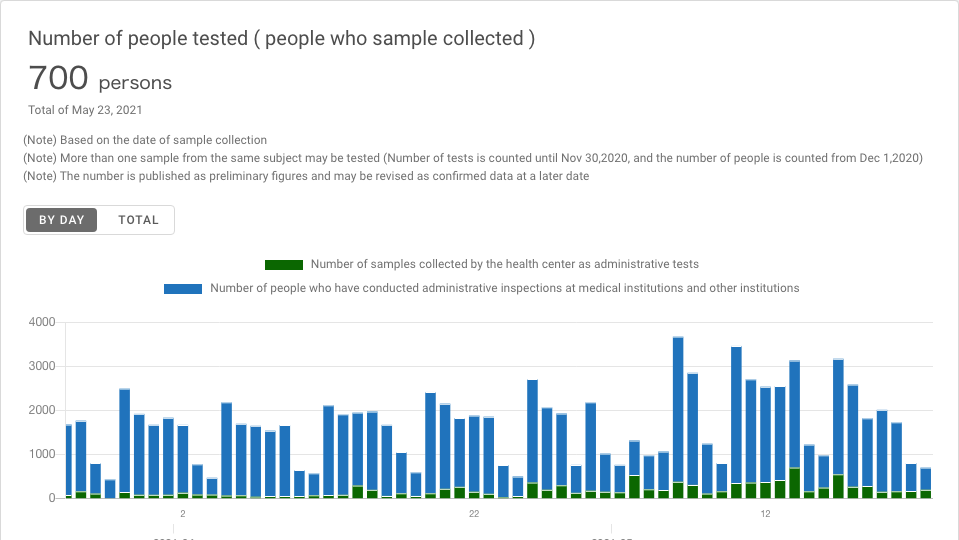 Number of people tested ( people who sample collected )
700 persons
Total of May 23, 2021
(Note) Based on the date of sample collection
(Note) More than one sample from the same subject may be tested (Number of tests is counted until Nov 30,2020, and the number of people is counted from Dec 1,2020)
(Note) The number is published as preliminary figures and may be revised as confirmed data at a later date
BY DAY TOTAL
Number of samples collected by the health center as administrative tests
Number of people who have conducted administrative inspections at medical institutions and other institutions
4000
3000
2000
1000
0
2 22 12